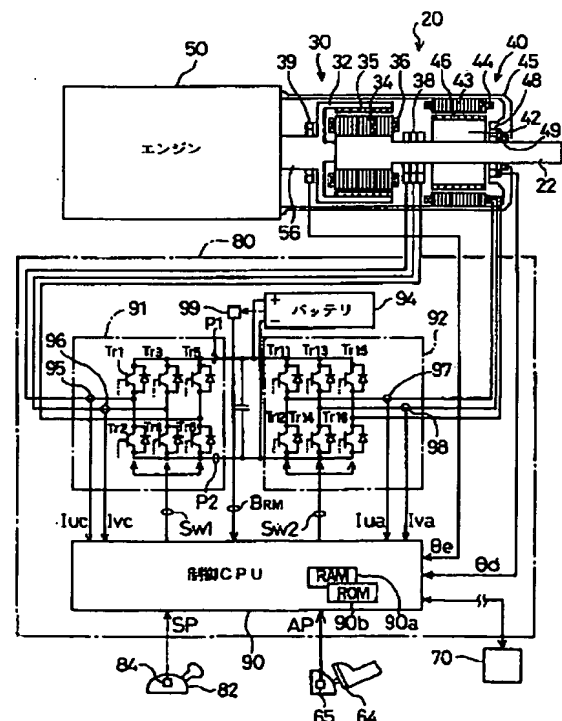 20
50
39
30
32
35
34
36
38
46
43
44
40
45
48
42
49
エンジン
56
22
80
91
99
P1
+
−
バッテリ
94
92
95
96
Tr1
Tr3
Tr5
Tr11
Tr13
Tr15
97
Tr2
Tr12
Tr14
Tr16
98
P2
BRM
Iuc
Ivc
SW1
SW2
Iua
Iva
θe
制御CPU
RAM
ROM
θd
SP
90
AP
90b
90a
84
82
65
64
70